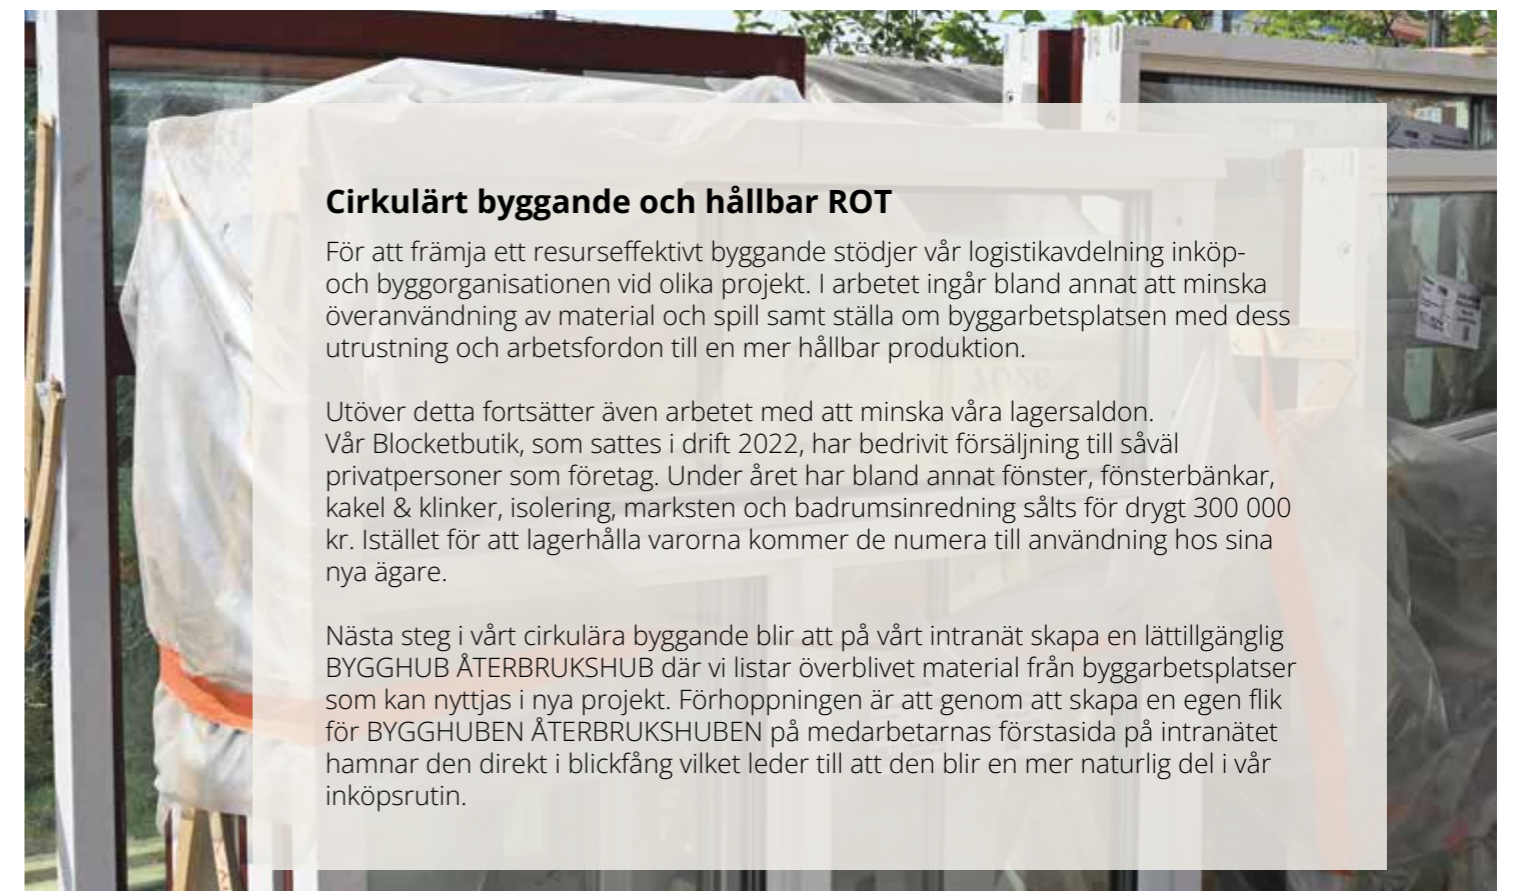 Cirkulärt byggande och hållbar ROT
För att främja ett resurseffektivt byggande stödjer vår logistikavdelning inköp-
och byggorganisationen vid olika projekt. I arbetet ingår bland annat att minska
överanvändning av material och spill samt ställa om byggarbetsplatsen med dess
utrustning och arbetsfordon till en mer hållbar produktion.
Utöver detta fortsätter även arbetet med att minska våra lagersaldon.
Vår Blocketbutik, som sattes i drift 2022, har bedrivit försäljning till såväl
privatpersoner som företag. Under året har bland annat fönster, fönsterbänkar,
kakel & klinker, isolering, marksten och badrumsinredning sålts för drygt 300 000
kr. Istället för att lagerhålla varorna kommer de numera till användning hos sina
nya ägare.
Nästa steg i vårt cirkulära byggande blir att på vårt intranät skapa en lättillgänglig
BYGGHUB ÅTERBRUKSHUB där vi listar överblivet material från byggarbetsplatser
som kan nyttjas i nya projekt. Förhoppningen är att genom att skapa en egen flik
för BYGGHUBEN ÅTERBRUKSHUBEN på medarbetarnas förstasida på intranätet
hamnar den direkt i blickfång vilket leder till att den blir en mer naturlig del i vår
inköpsrutin.